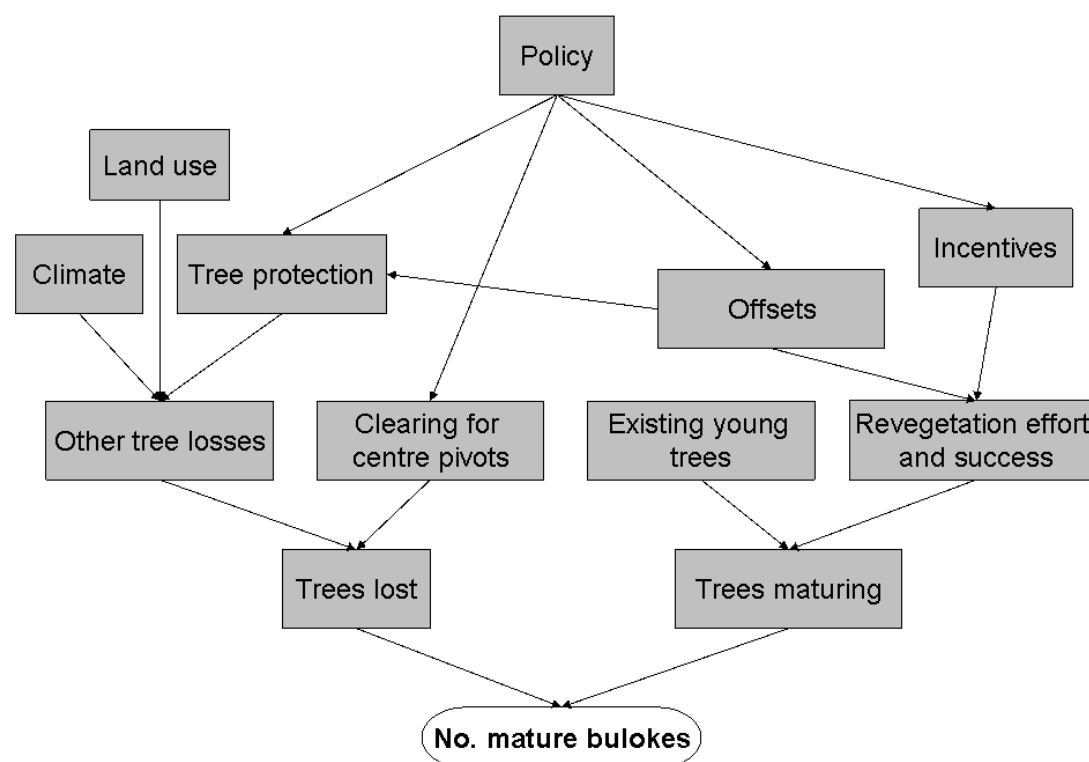 Policy
Land use
Incentives
Climate
Tree protection
Offsets
Other tree losses
Clearing for
centre pivots
Existing young
trees
Revegetation effort
and success
Trees lost
Trees maturing
No. mature bulokes